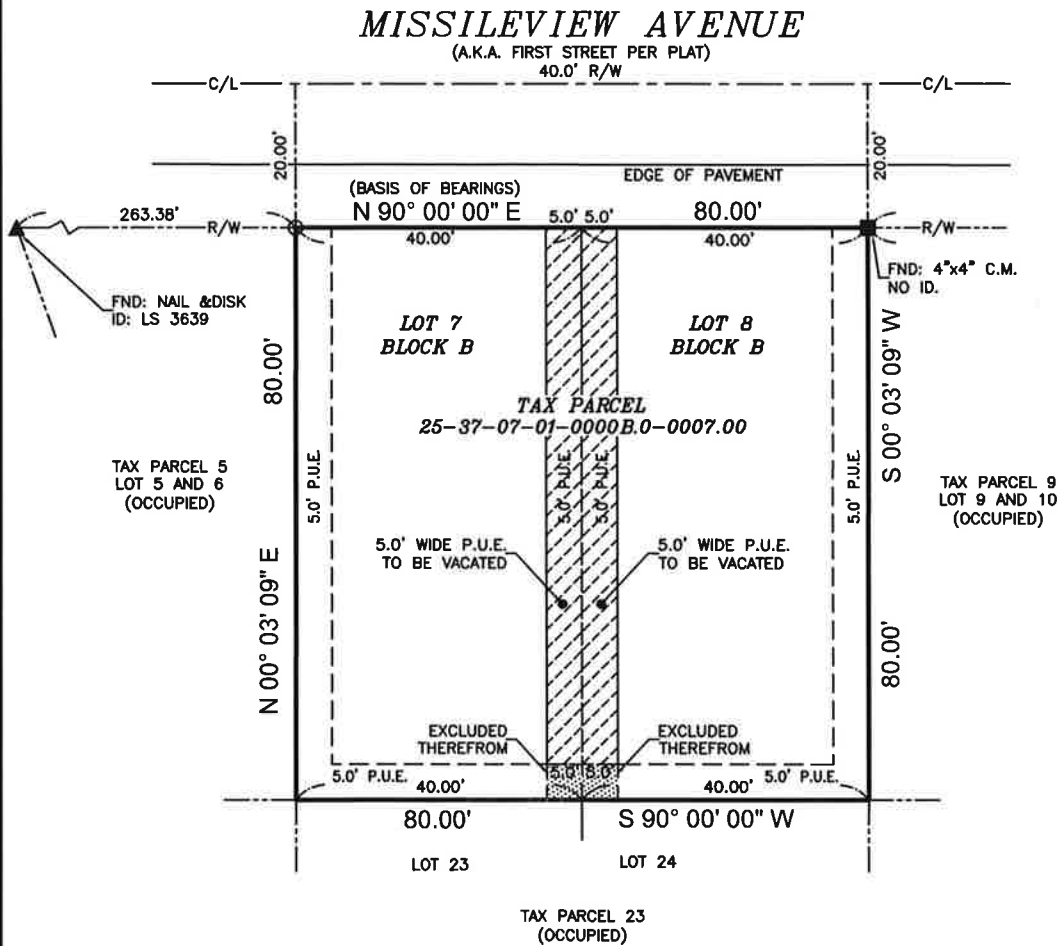 MISSILEVIEW AVENUE
(A.K.A. FIRST STREET PER PLAT)
40.0' R/W
C/L
C/L
20.00'
20.00'
EDGE OF PAVEMENT
(BASIS OF BEARINGS)
N 90° 00' 00" E
5.0'
5.0'
80.00'
263.38'
R/W
R/W
40.00'
40.00'
FND: 4"x4" C.M.
NO ID.
FND: NAIL &DISK
ID: LS 3639
LOT 7
BLOCK B
LOT 8
BLOCK B
80.00'
S 00° 03' 09" W
TAX PARCEL
25-37-07-01-0000B.0-0007.00
TAX PARCEL 5
LOT 5 AND 6
(OCCUPIED)
5.0' P.U.E.
5.0' P.U.E.
5.0' P.U.E.
5.0' P.U.E.
TAX PARCEL 9
LOT 9 AND 10
(OCCUPIED)
5.0' WIDE P.U.E.
TO BE VACATED
5.0' WIDE P.U.E.
TO BE VACATED
N 00° 03' 09" E
80.00'
EXCLUDED
THEREFROM
EXCLUDED
THEREFROM
5.0' P.U.E.
5.0'
5.0'
5.0' P.U.E.
40.00'
40.00'
80.00'
S 90° 00' 00" W
LOT 23
LOT 24
TAX PARCEL 23
(OCCUPIED)